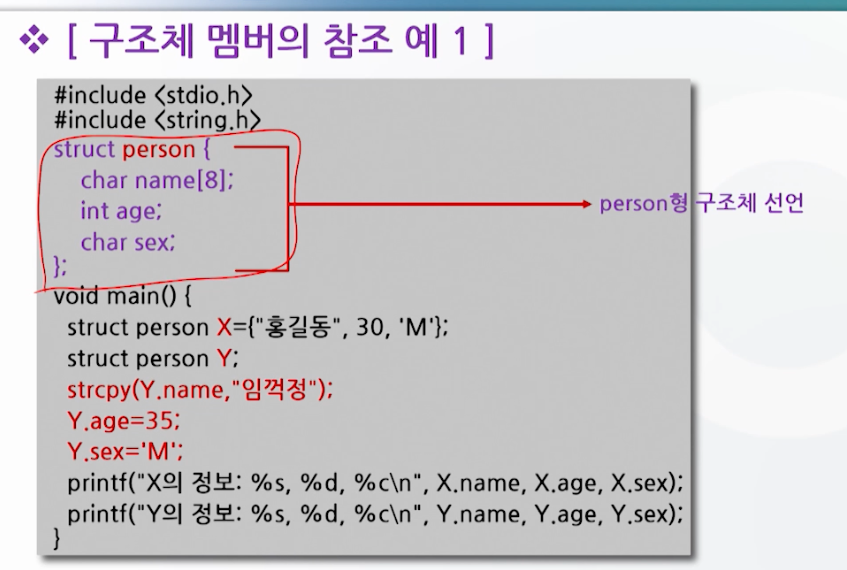 ❖ [ 구조체 멤버의 참조 예 1 ]
#include <stdio.h>
#include <string.h>
struct person {
char name[8];
int age;
char sex;
};
person형 구조체 선언
void main() {
struct person X={"홍길동", 30, 'M'};
struct person Y;
strcpy(Y.name,"임꺽정");
Y.age=35;
Y.sex='M';
printf("X의 정보: %s, %d, %c\n", X.name, X.age, X.sex);
printf("Y의 정보: %s, %d, %c\n", Y.name, Y.age, Y.sex);
}